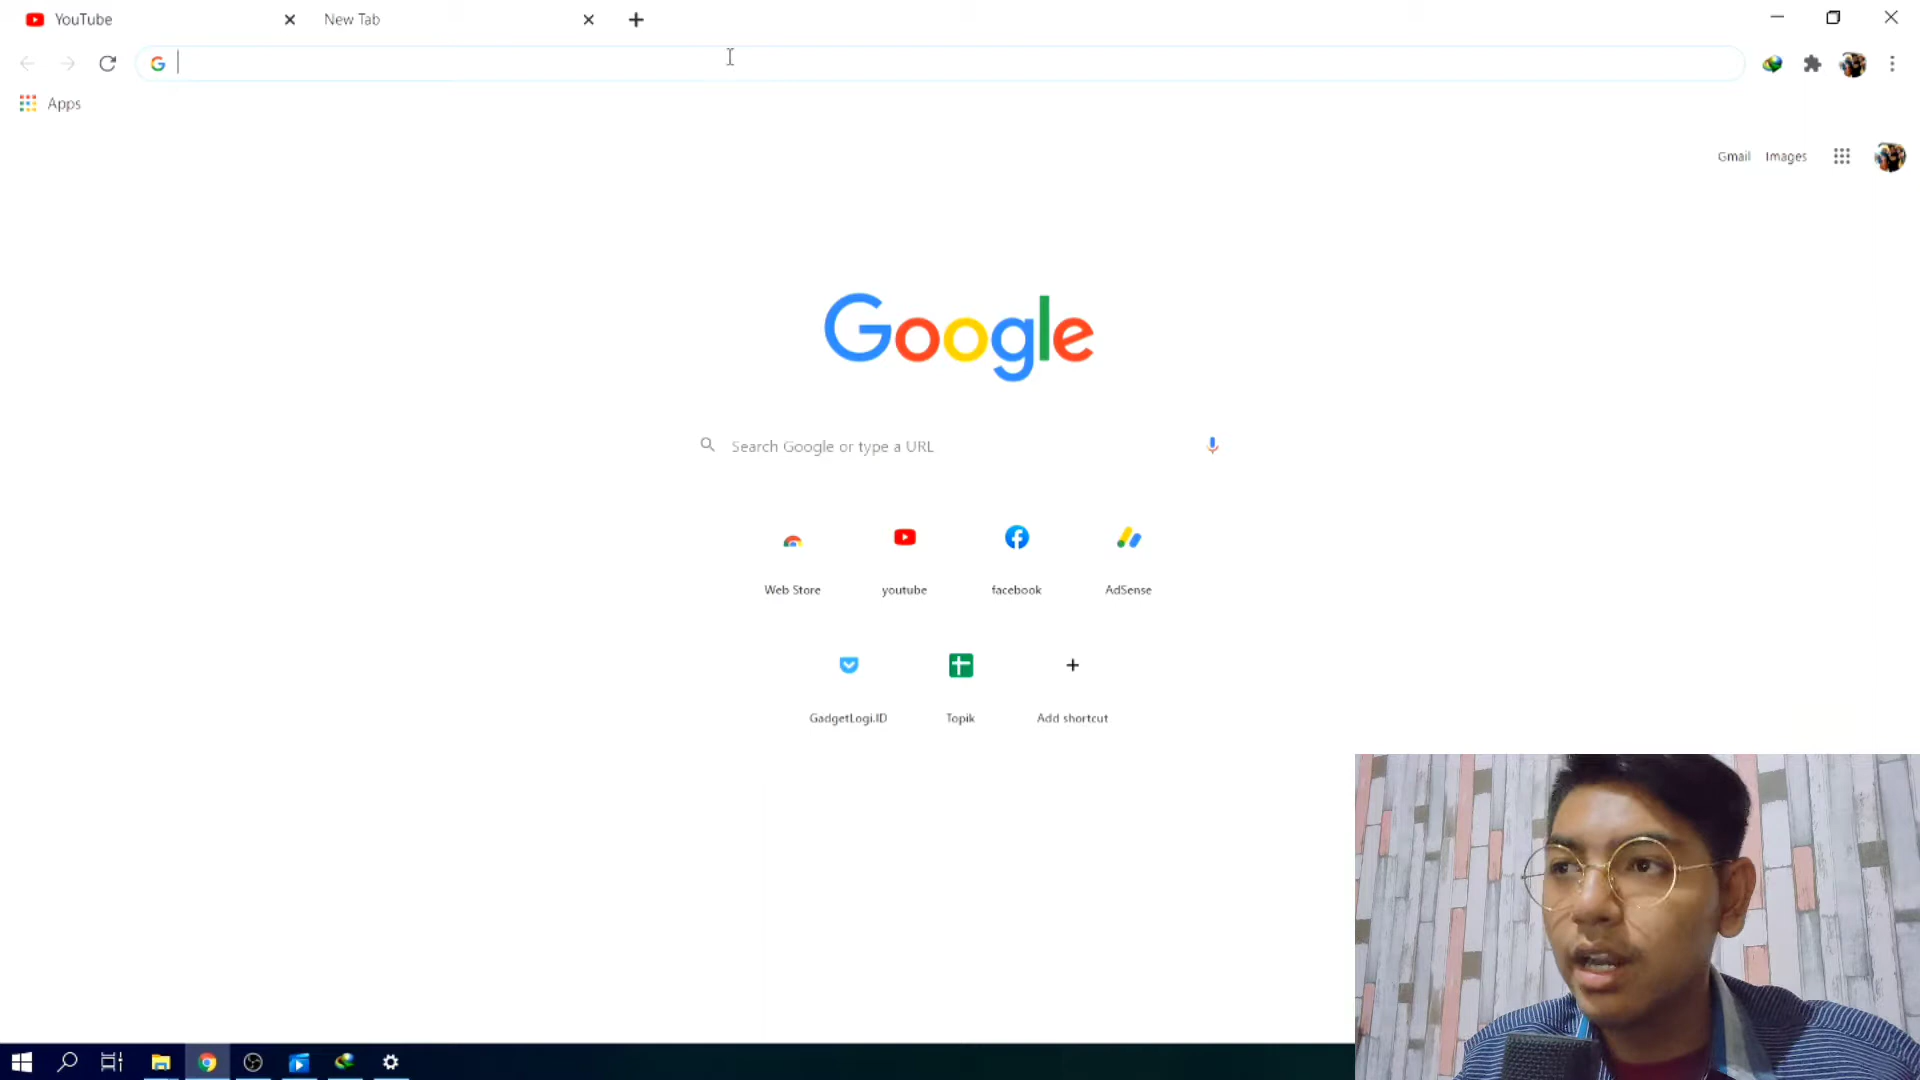 YouTube
New Tab
Apps
Gmail Images
Google
Search Google or type a URL
Web Store youtube facebook AdSense
GadgetLogi.ID Topik Add shortcut